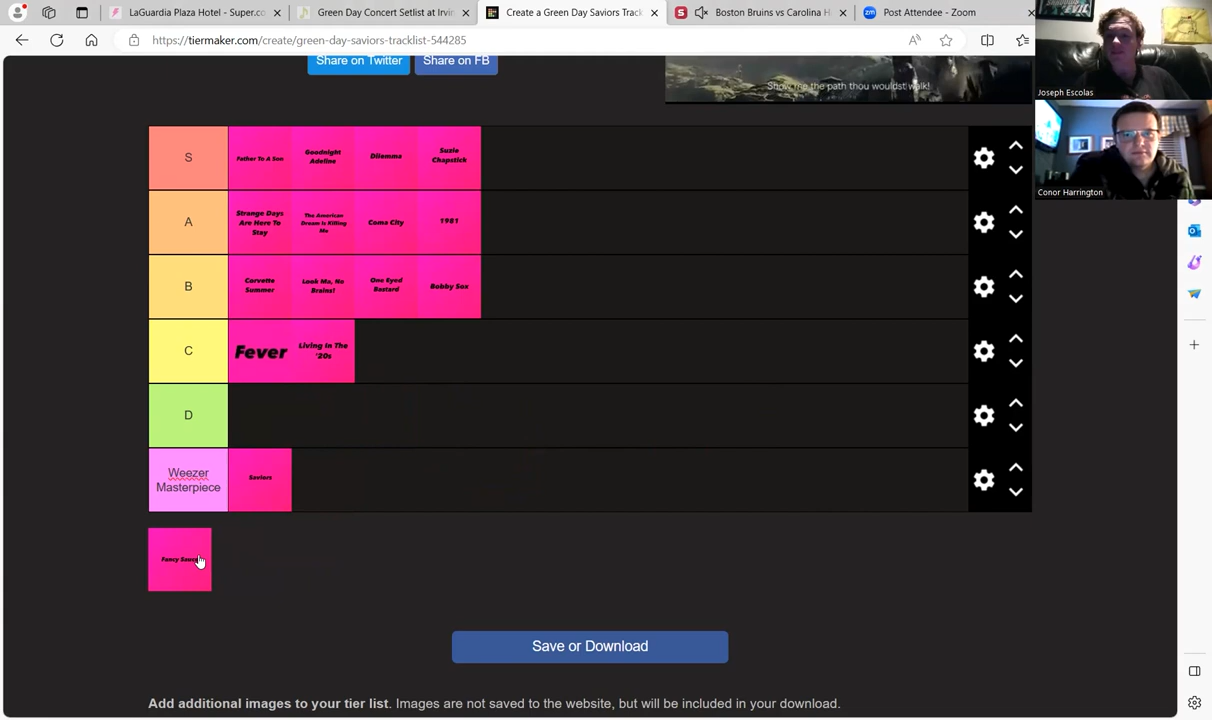 LaGuardia Plaza Hotel - Super.co
Green Day Concert Setlist at Irvin
Create a Green Day Saviors Track
Boston Bruins vs Carolina H
Post Attendee - Zoom
https://tiermaker.com/create/green-day-saviors-tracklist-544285
Joseph Escolas
Conor Harrington
Share on Twitter
Share on FB
Show me the path thou wouldst walk!
S
Father To A Son
Goodnight
Adeline
Dilemma
Suzie
Chapstick
A
Strange Days
Are Here To
Stay
The American
Dream Is Killing
Me
Coma City
1981
B
Corvette
Summer
Look Ma, No
Brains!
One Eyed
Bastard
Bobby Sox
C
Fever
Living In The
'20s
D
Weezer
Masterpiece
Saviors
Fancy Sauce
Save or Download
Add additional images to your tier list. Images are not saved to the website, but will be included in your download.